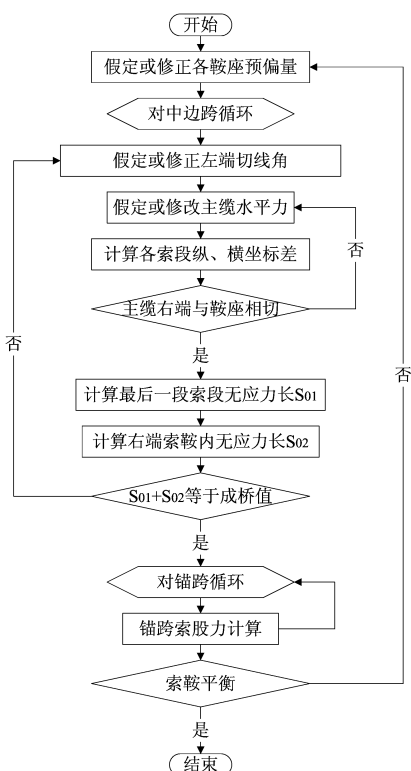 开始
假定或修正各鞍座预偏量
对中边跨循环
假定或修正左端切线角
假定或修改主缆水平力
否
计算各索段纵、横坐标差
主缆右端与鞍座相切
否
否
是
计算最后一段索段无应力长S01
计算右端索鞍内无应力长S02
S01+S02等于成桥值
是
对锚跨循环
锚跨索股力计算
索鞍平衡
是
结束